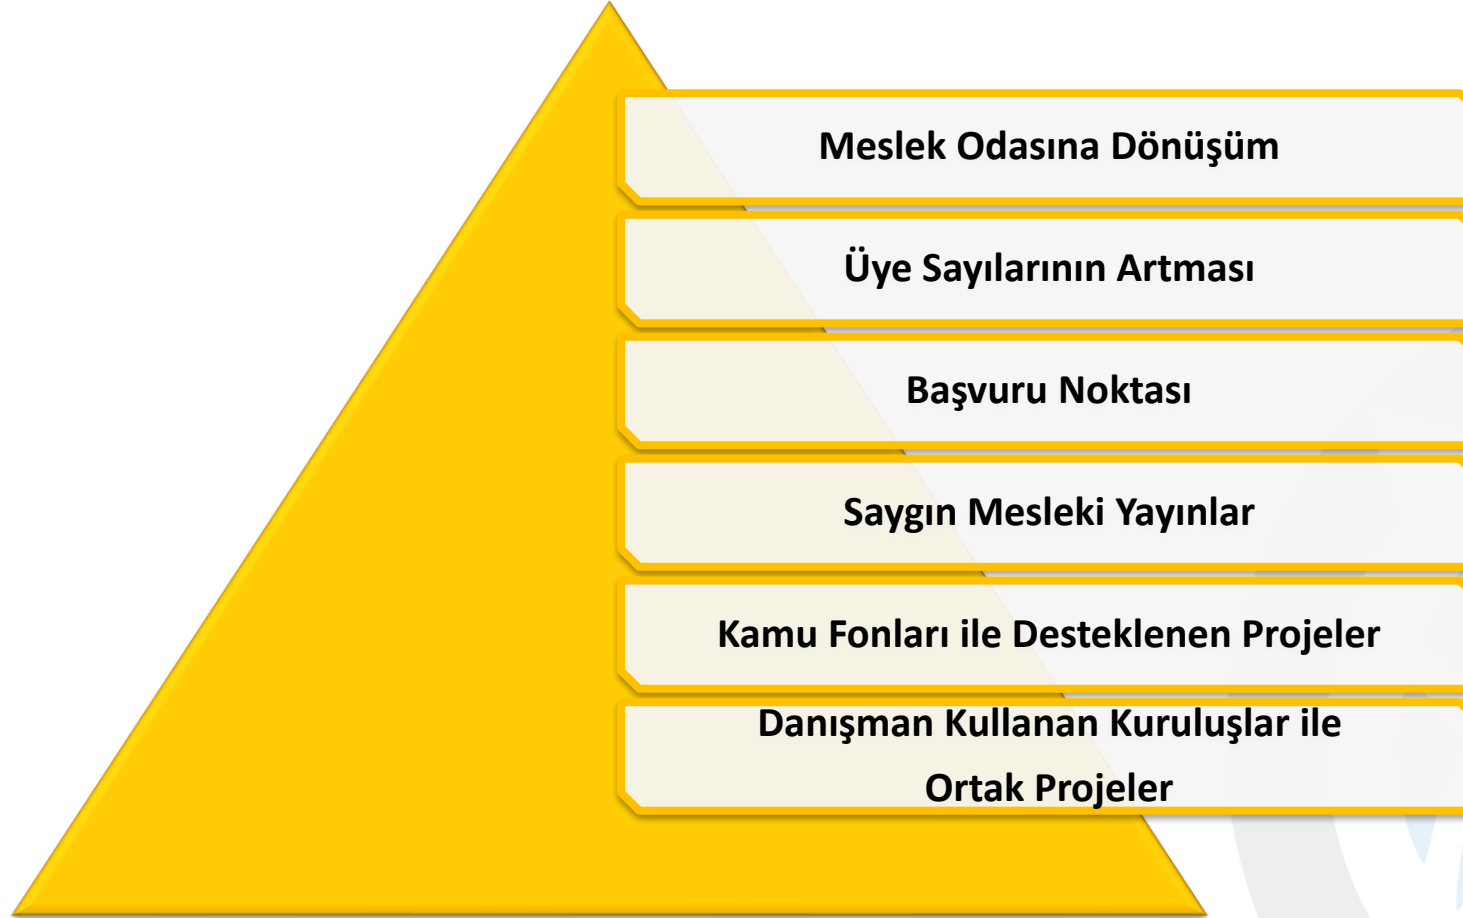 Meslek Odasına Dönüşüm
Üye Sayılarının Artması
Başvuru Noktası
Saygın Mesleki Yayınlar
Kamu Fonları ile Desteklenen Projeler
Danışman Kullanan Kuruluşlar ile
Ortak Projeler